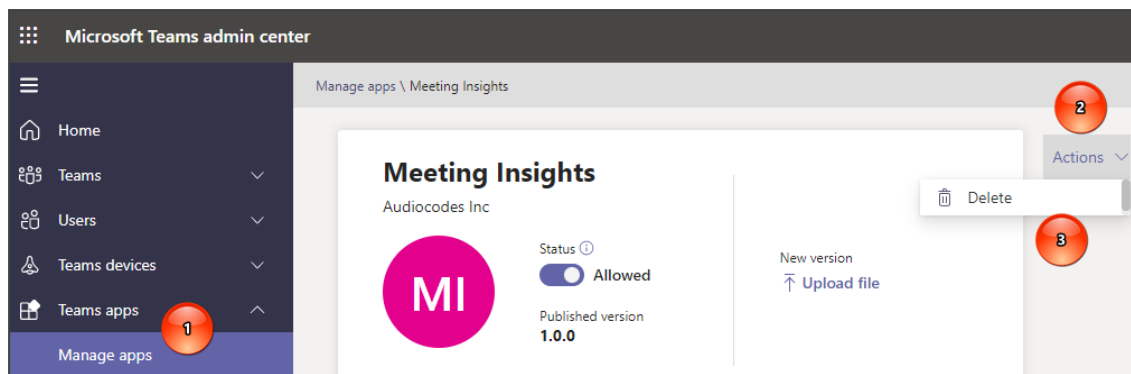 Microsoft Teams admin center
Manage apps \ Meeting Insights
2
Home
Actions
Teams
Meeting Insights
Delete
Audiocodes Inc
Users
3
Status
New version
Teams devices
Allowed
Upload file
MI
Teams apps
1
Published version
1.0.0
Manage apps